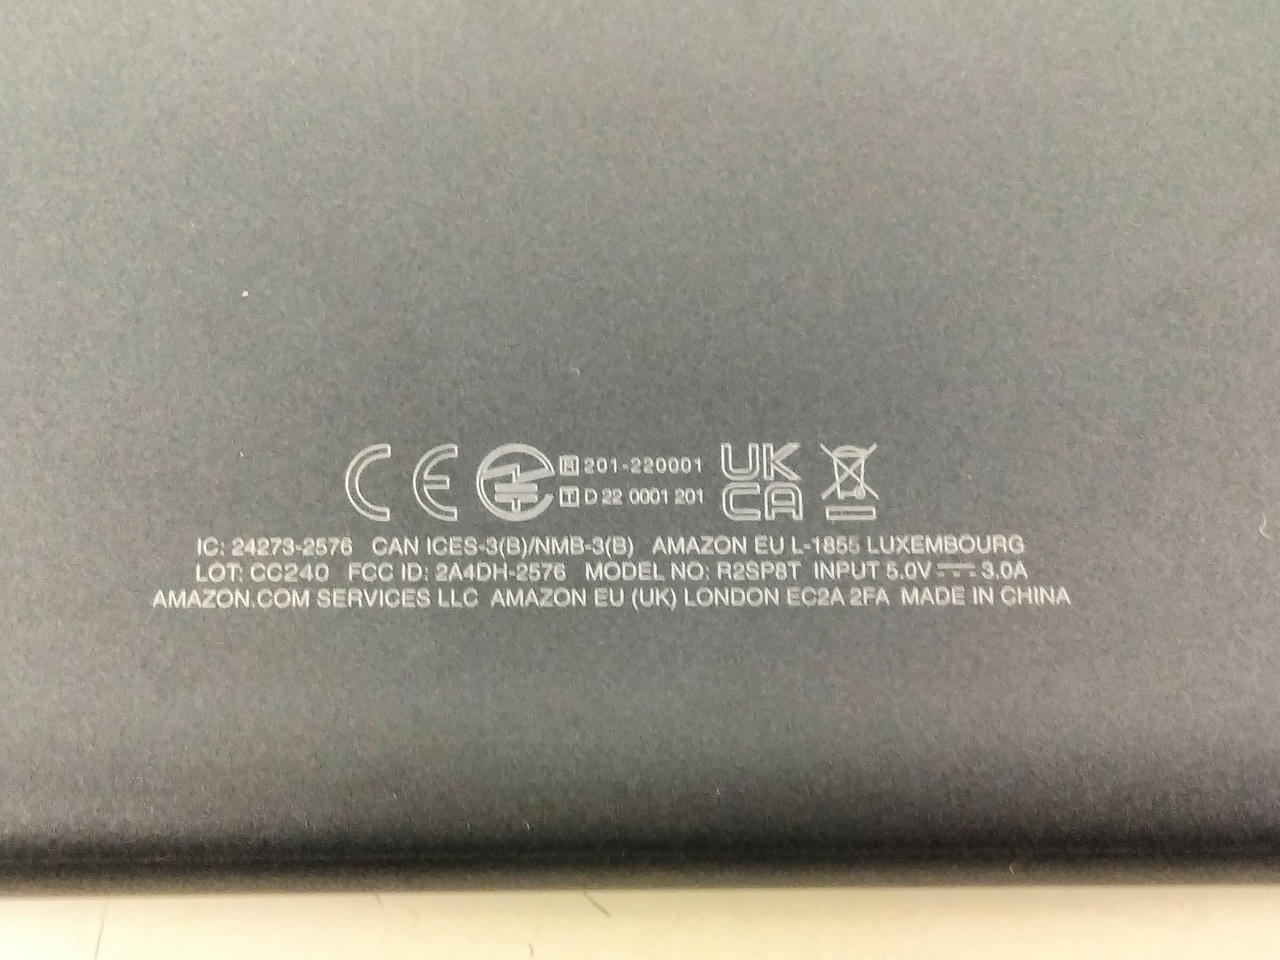 CE R 201-220001 UK
T D 22 0001 201 CA
IC: 24273-2576 CAN ICES-3(B)/NMB-3(B) AMAZON EU L-1855 LUXEMBOURG
LOT: CC240 FCC ID: 2A4DH-2576 MODEL NO: R2SP8T INPUT 5.0V⎓3.0A
AMAZON.COM SERVICES LLC AMAZON EU (UK) LONDON EC2A 2FA MADE IN CHINA